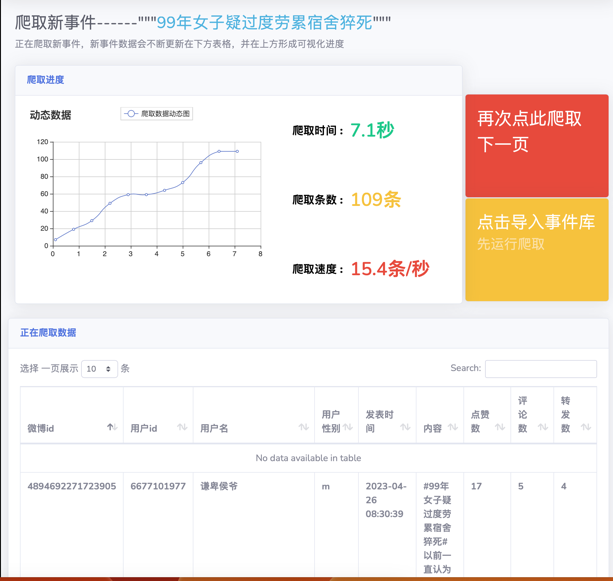 爬取新事件------"""99年女子疑过度劳累宿舍猝死"""
正在爬取新事件，新事件数据会不断更新在下方表格，并在上方形成可视化进度
爬取进度
动态数据
爬取数据动态图
120
100
80
60
40
20
0
0 1 2 3 4 5 6 7 8
爬取时间： 7.1秒
爬取条数： 109条
爬取速度： 15.4条/秒
再次点此爬取
下一页
点击导入事件库
先运行爬取
正在爬取数据
选择 一页展示 10 条
Search:
微博id 用户id 用户名 用户性别 发表时间 内容 点赞数 评论数 转发数
No data available in table
4894692271723905 6677101977 谦卑侯爷 m 2023-04- #99年 17 5 4
26 女子疑
08:30:39 过度劳
累宿舍
猝死#
以前一
直认为